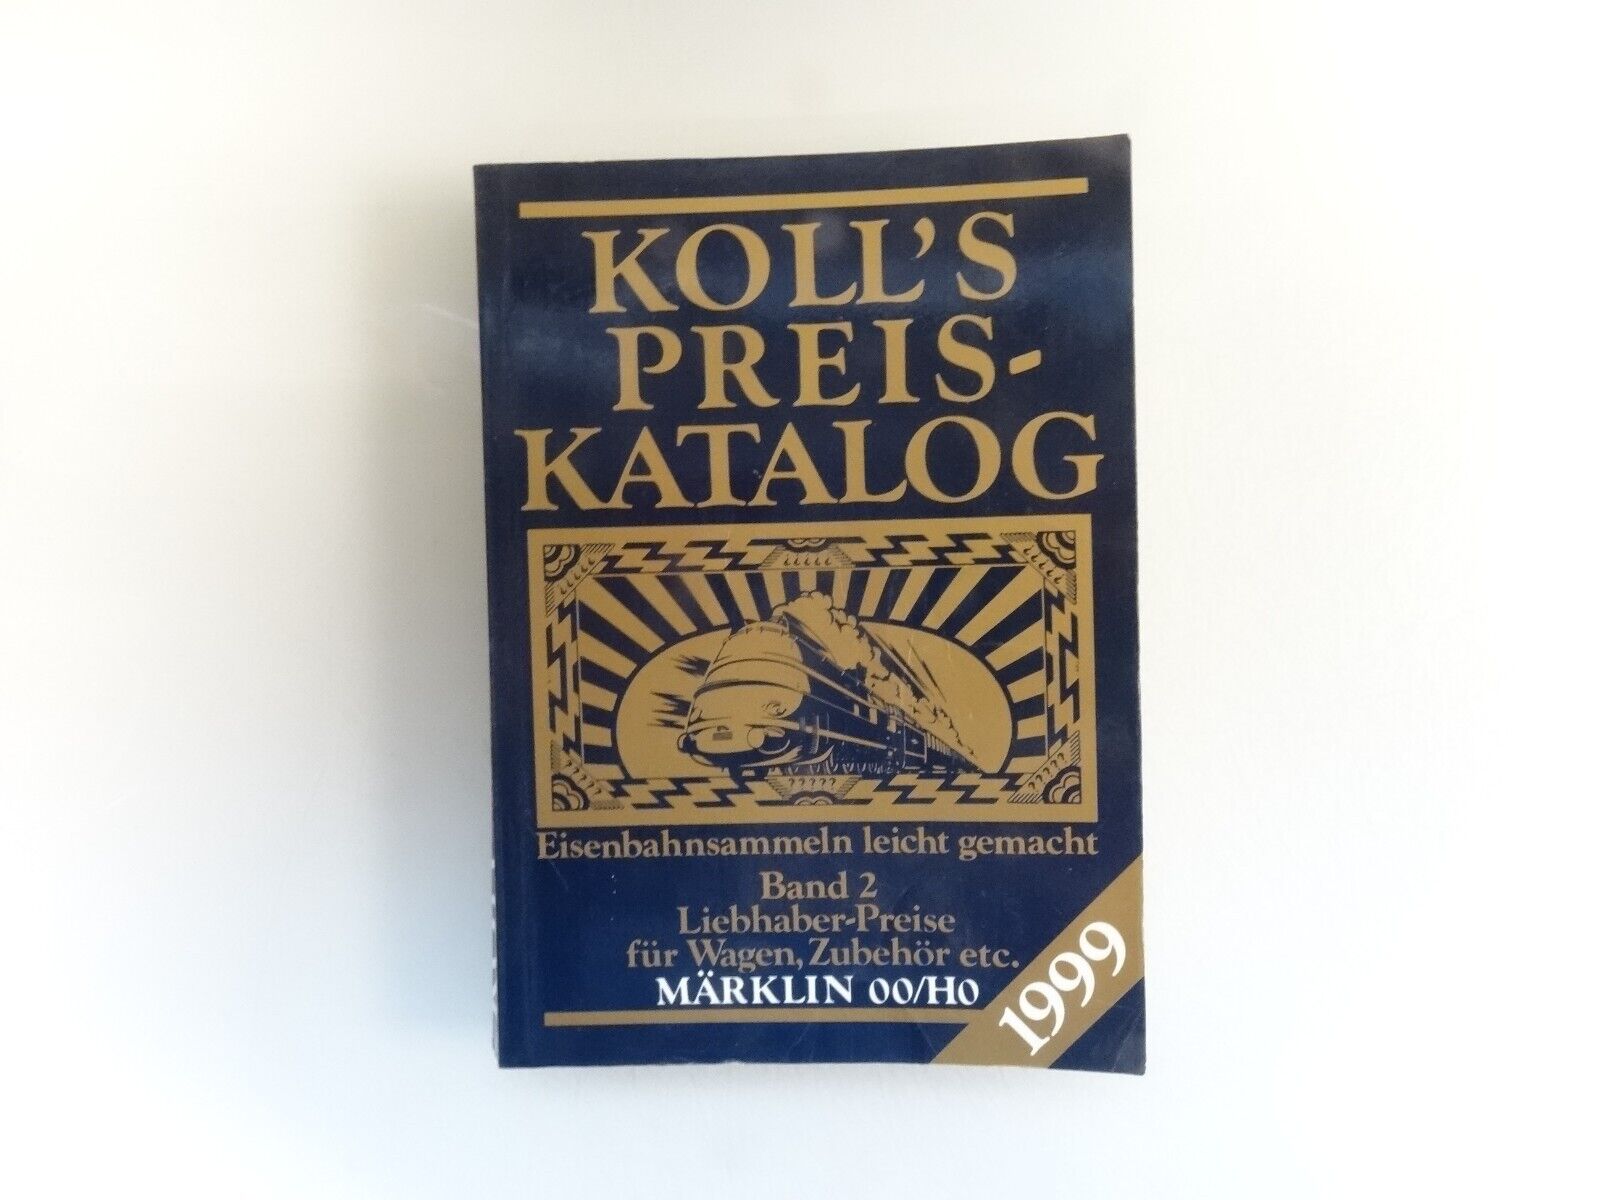 KOLL'S
PREIS-
KATALOG
Eisenbahnsammeln leicht gemacht
Band 2
Liebhaber-Preise
für Wagen, Zubehör etc.
MÄRKLIN 00/H0
1999